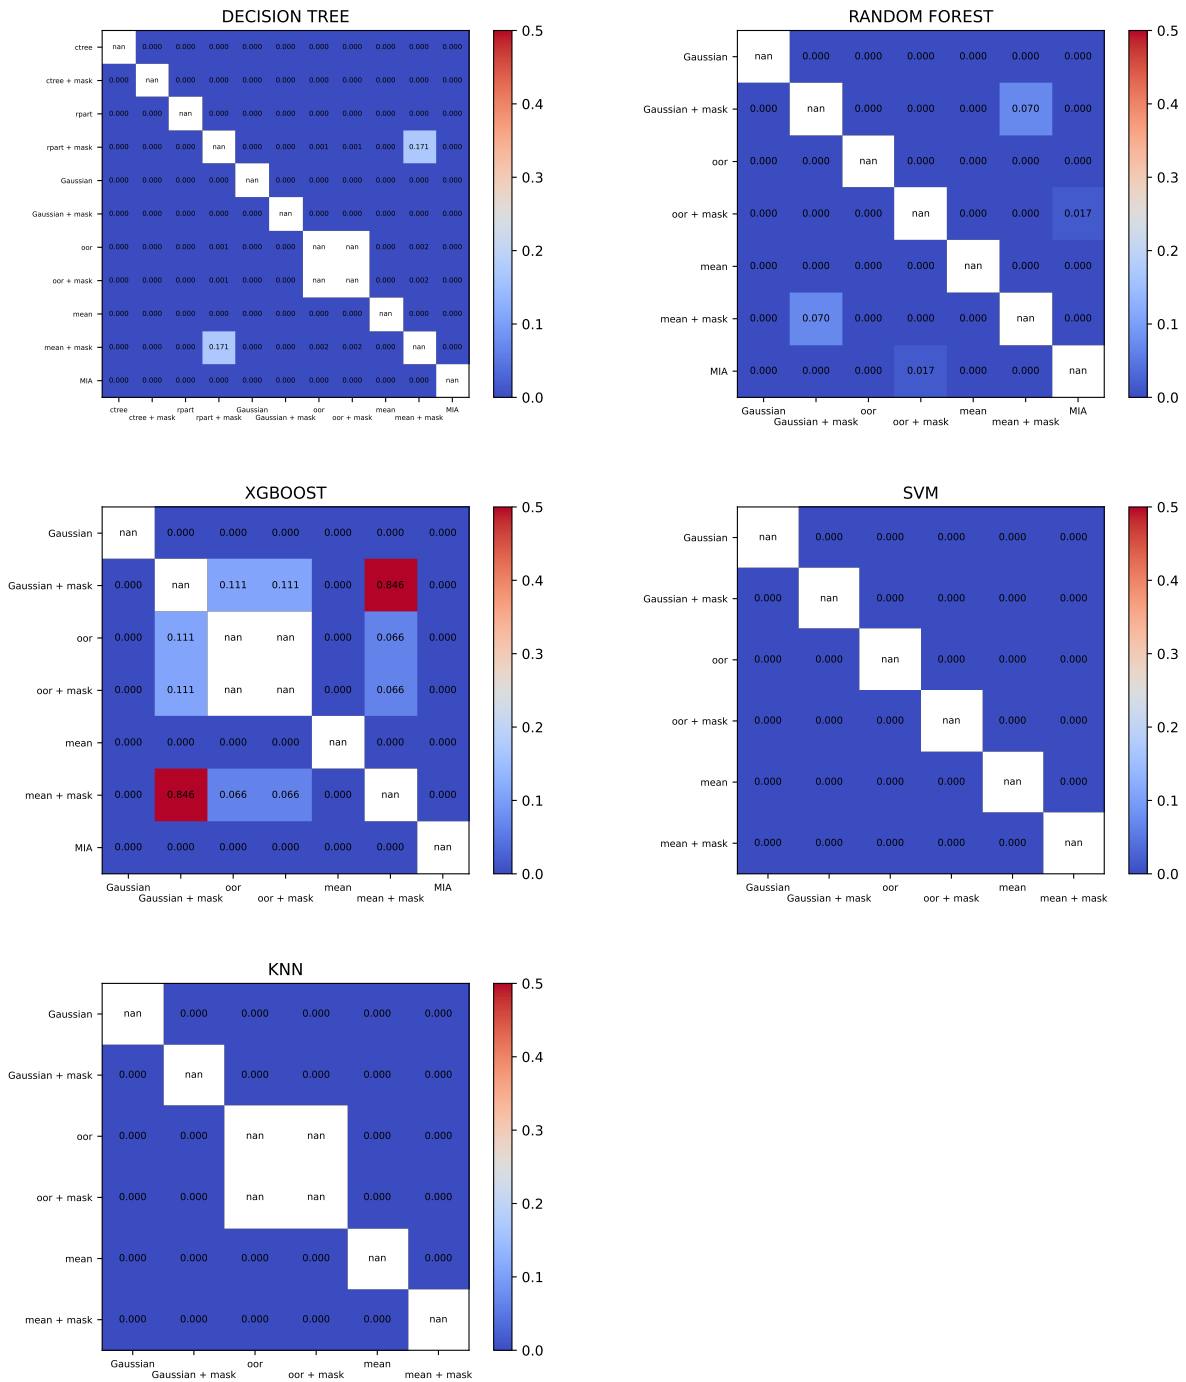 DECISION TREE
ctree nan 0.000 0.000 0.000 0.000 0.000 0.000 0.000 0.000 0.000 0.000
ctree + mask 0.000 nan 0.000 0.000 0.000 0.000 0.000 0.000 0.000 0.000 0.000
rpart 0.000 0.000 nan 0.000 0.000 0.000 0.000 0.000 0.000 0.000 0.000
rpart + mask 0.000 0.000 0.000 nan 0.000 0.000 0.001 0.001 0.000 0.171 0.000
Gaussian 0.000 0.000 0.000 0.000 nan 0.000 0.000 0.000 0.000 0.000 0.000
Gaussian + mask 0.000 0.000 0.000 0.000 0.000 nan 0.000 0.000 0.000 0.000 0.000
oor 0.000 0.000 0.000 0.001 0.000 0.000 nan nan 0.000 0.002 0.000
oor + mask 0.000 0.000 0.000 0.001 0.000 0.000 nan nan 0.000 0.002 0.000
mean 0.000 0.000 0.000 0.000 0.000 0.000 0.000 0.000 nan 0.000 0.000
mean + mask 0.000 0.000 0.000 0.171 0.000 0.000 0.002 0.002 0.000 nan 0.000
MIA 0.000 0.000 0.000 0.000 0.000 0.000 0.000 0.000 0.000 0.000 nan
ctree rpart Gaussian oor mean MIA
ctree + mask rpart + mask Gaussian + mask oor + mask mean + mask
0.5
0.4
0.3
0.2
0.1
0.0
RANDOM FOREST
Gaussian nan 0.000 0.000 0.000 0.000 0.000 0.000
Gaussian + mask 0.000 nan 0.000 0.000 0.000 0.070 0.000
oor 0.000 0.000 nan 0.000 0.000 0.000 0.000
oor + mask 0.000 0.000 0.000 nan 0.000 0.000 0.017
mean 0.000 0.000 0.000 0.000 nan 0.000 0.000
mean + mask 0.000 0.070 0.000 0.000 0.000 nan 0.000
MIA 0.000 0.000 0.000 0.017 0.000 0.000 nan
Gaussian oor mean MIA
Gaussian + mask oor + mask mean + mask
0.5
0.4
0.3
0.2
0.1
0.0
XGBOOST
Gaussian nan 0.000 0.000 0.000 0.000 0.000 0.000
Gaussian + mask 0.000 nan 0.111 0.111 0.000 0.846 0.000
oor 0.000 0.111 nan nan 0.000 0.066 0.000
oor + mask 0.000 0.111 nan nan 0.000 0.066 0.000
mean 0.000 0.000 0.000 0.000 nan 0.000 0.000
mean + mask 0.000 0.846 0.066 0.066 0.000 nan 0.000
MIA 0.000 0.000 0.000 0.000 0.000 0.000 nan
Gaussian oor mean MIA
Gaussian + mask oor + mask mean + mask
0.5
0.4
0.3
0.2
0.1
0.0
SVM
Gaussian nan 0.000 0.000 0.000 0.000 0.000
Gaussian + mask 0.000 nan 0.000 0.000 0.000 0.000
oor 0.000 0.000 nan 0.000 0.000 0.000
oor + mask 0.000 0.000 0.000 nan 0.000 0.000
mean 0.000 0.000 0.000 0.000 nan 0.000
mean + mask 0.000 0.000 0.000 0.000 0.000 nan
Gaussian oor mean
Gaussian + mask oor + mask mean + mask
0.5
0.4
0.3
0.2
0.1
0.0
KNN
Gaussian nan 0.000 0.000 0.000 0.000 0.000
Gaussian + mask 0.000 nan 0.000 0.000 0.000 0.000
oor 0.000 0.000 nan nan 0.000 0.000
oor + mask 0.000 0.000 nan nan 0.000 0.000
mean 0.000 0.000 0.000 0.000 nan 0.000
mean + mask 0.000 0.000 0.000 0.000 0.000 nan
Gaussian oor mean
Gaussian + mask oor + mask mean + mask
0.5
0.4
0.3
0.2
0.1
0.0